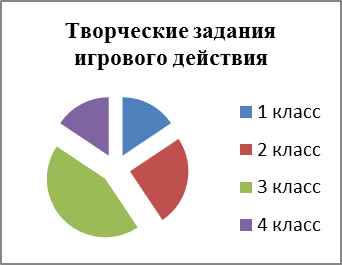 Творческие задания
игрового действия
1 класс
2 класс
3 класс
4 класс